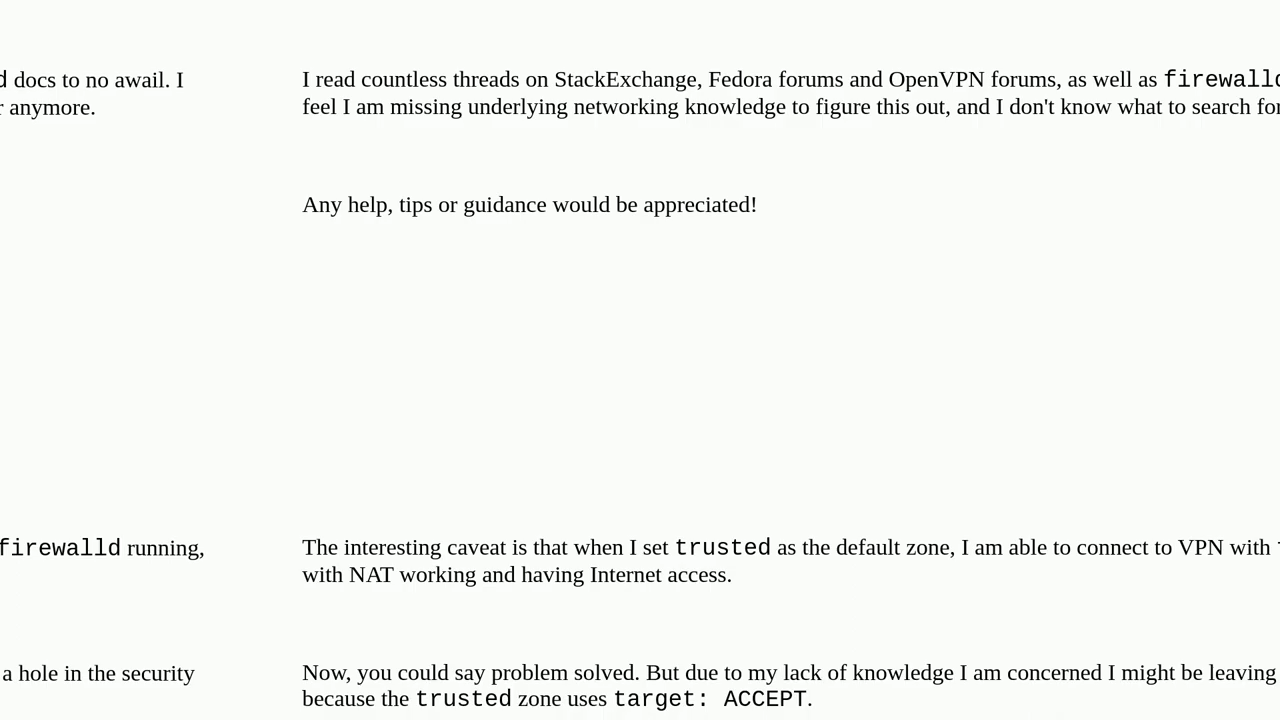 docs to no awail. I
anymore.
firewalld running,
a hole in the security
I read countless threads on StackExchange, Fedora forums and OpenVPN forums, as well as firewalld
feel I am missing underlying networking knowledge to figure this out, and I don't know what to search for
Any help, tips or guidance would be appreciated!
The interesting caveat is that when I set trusted as the default zone, I am able to connect to VPN with
with NAT working and having Internet access.
Now, you could say problem solved. But due to my lack of knowledge I am concerned I might be leaving
because the trusted zone uses target: ACCEPT.